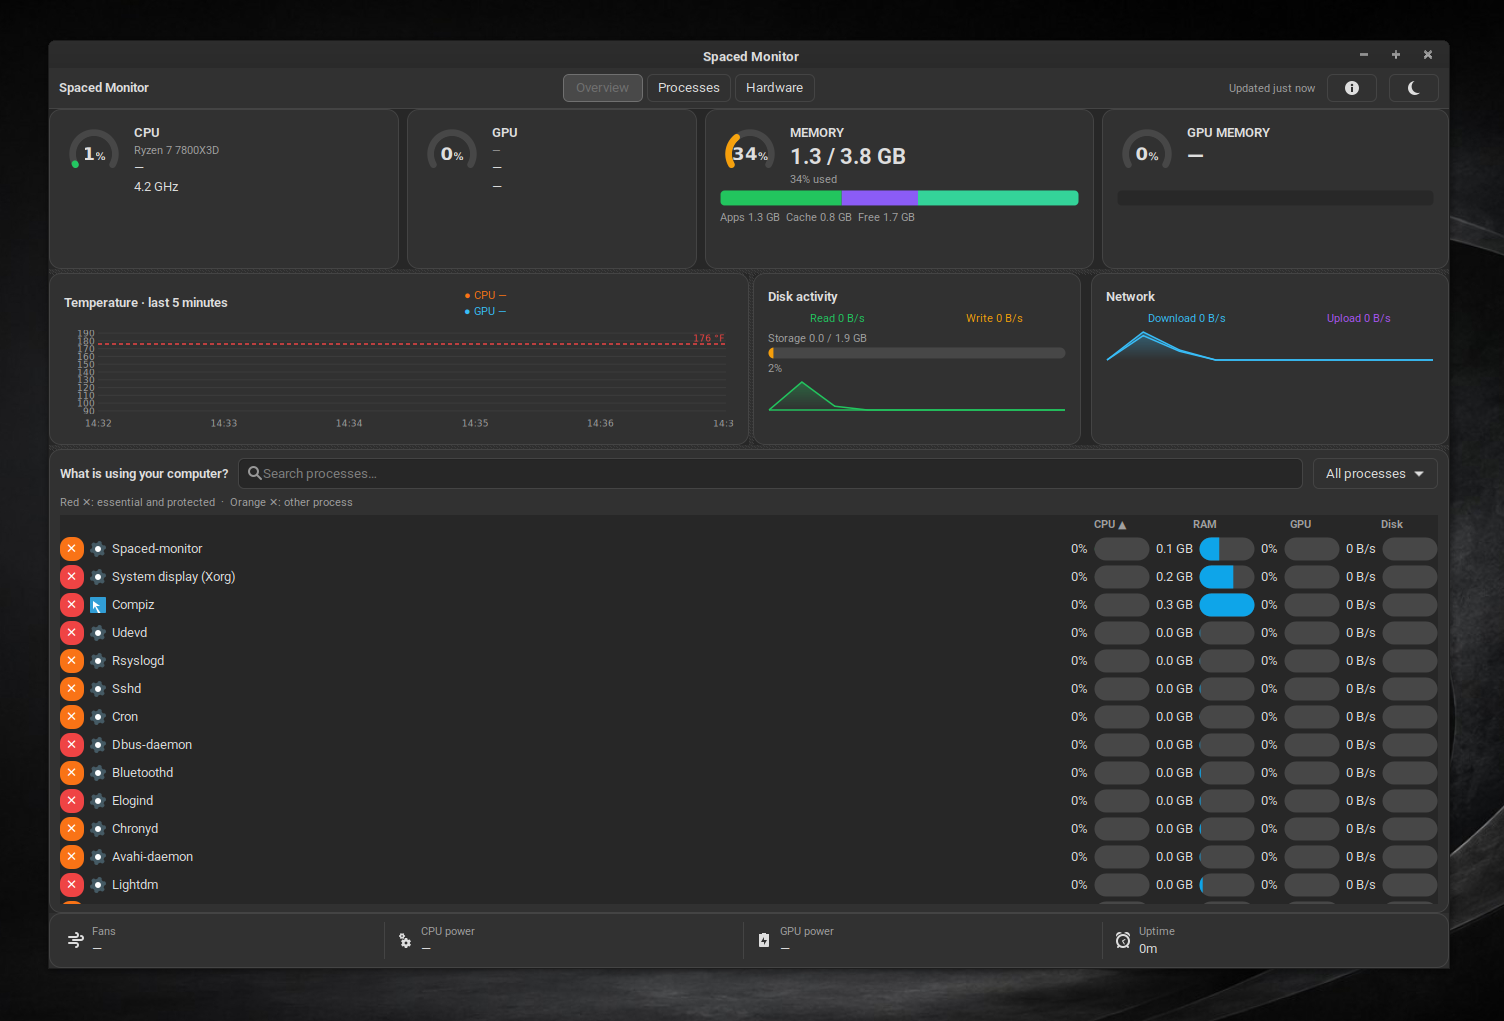 Spaced Monitor
Spaced Monitor
Overview Processes Hardware
Updated just now
1% CPU
Ryzen 7 7800X3D
—
4.2 GHz
0% GPU
—
—
—
34% MEMORY
1.3 / 3.8 GB
34% used
Apps 1.3 GB Cache 0.8 GB Free 1.7 GB
0% GPU MEMORY
—
Temperature · last 5 minutes
● CPU —
● GPU —
190
180
170
160
150
140
130
120
110
100
90
176 °F
14:32 14:33 14:34 14:35 14:36 14:3
Disk activity
Read 0 B/s Write 0 B/s
Storage 0.0 / 1.9 GB
2%
Network
Download 0 B/s Upload 0 B/s
What is using your computer? Search processes... All processes
Red ✕: essential and protected · Orange ✕: other process
CPU ▲ RAM GPU Disk
Spaced-monitor 0% 0.1 GB 0% 0 B/s
System display (Xorg) 0% 0.2 GB 0% 0 B/s
Compiz 0% 0.3 GB 0% 0 B/s
Udevd 0% 0.0 GB 0% 0 B/s
Rsyslogd 0% 0.0 GB 0% 0 B/s
Sshd 0% 0.0 GB 0% 0 B/s
Cron 0% 0.0 GB 0% 0 B/s
Dbus-daemon 0% 0.0 GB 0% 0 B/s
Bluetoothd 0% 0.0 GB 0% 0 B/s
Elogind 0% 0.0 GB 0% 0 B/s
Chronyd 0% 0.0 GB 0% 0 B/s
Avahi-daemon 0% 0.0 GB 0% 0 B/s
Lightdm 0% 0.0 GB 0% 0 B/s
Fans
—
CPU power
—
GPU power
—
Uptime
0m